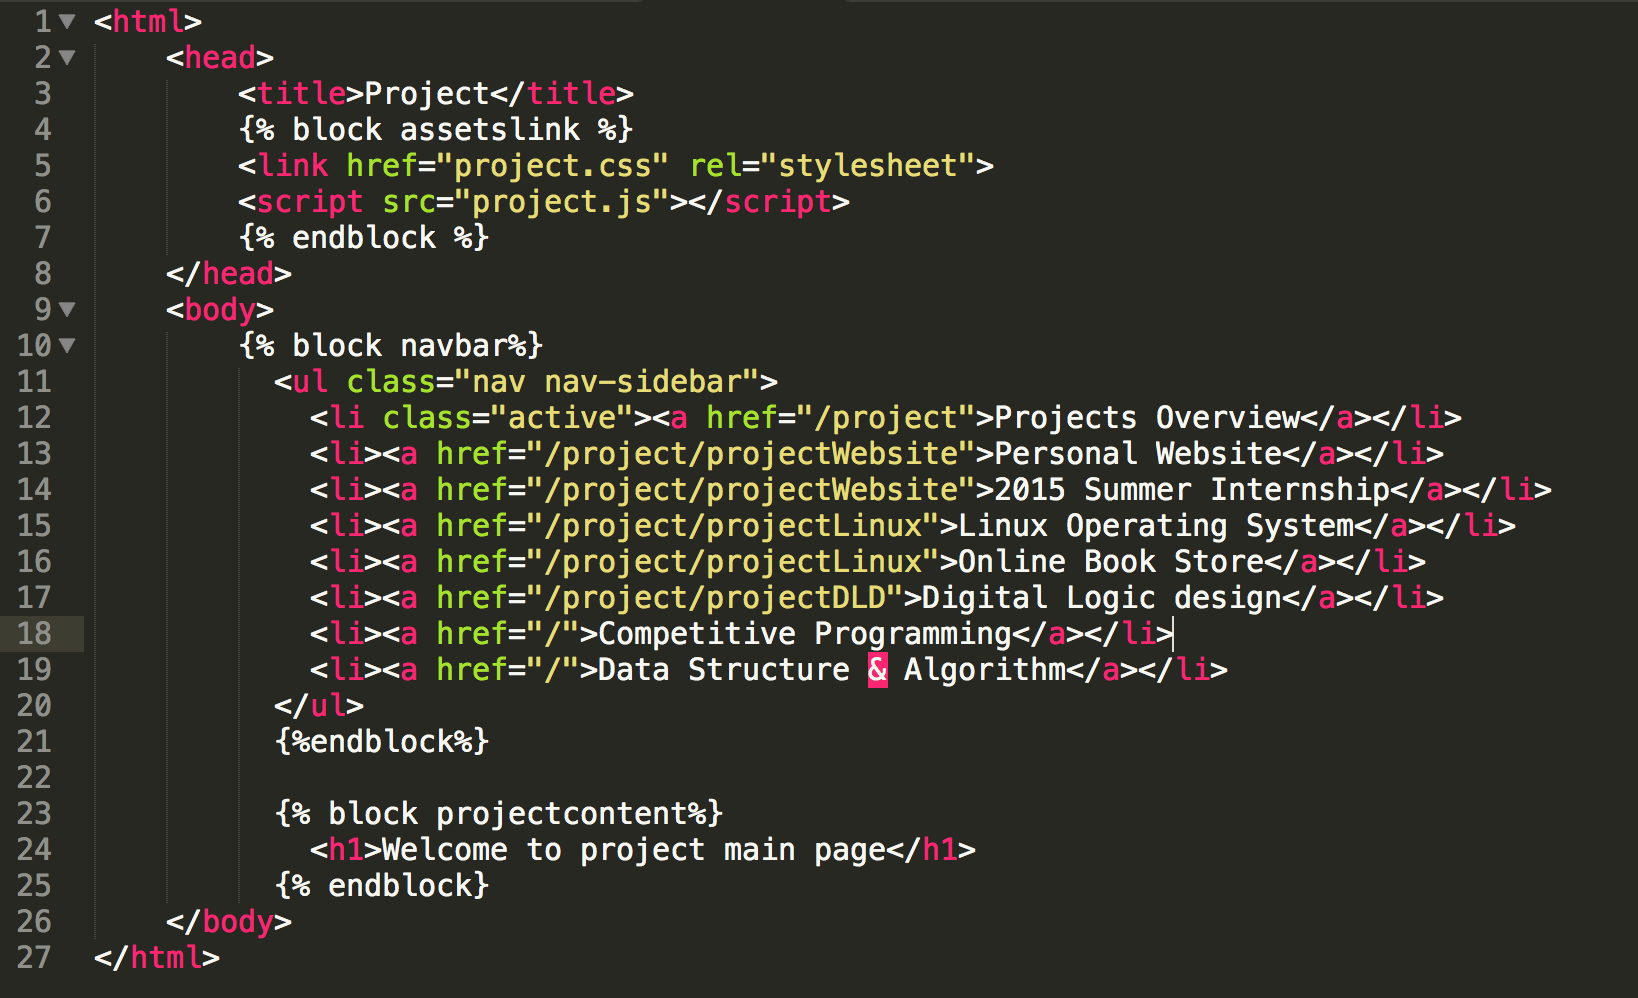 1 <html>
2 <head>
3 <title>Project</title>
4 {% block assetslink %}
5 <link href="project.css" rel="stylesheet">
6 <script src="project.js"></script>
7 {% endblock %}
8 </head>
9 <body>
10 {% block navbar%}
11 <ul class="nav nav-sidebar">
12 <li class="active"><a href="/project">Projects Overview</a></li>
13 <li><a href="/project/projectWebsite">Personal Website</a></li>
14 <li><a href="/project/projectWebsite">2015 Summer Internship</a></li>
15 <li><a href="/project/projectLinux">Linux Operating System</a></li>
16 <li><a href="/project/projectLinux">Online Book Store</a></li>
17 <li><a href="/project/projectDLD">Digital Logic design</a></li>
18 <li><a href="/">Competitive Programming</a></li>
19 <li><a href="/">Data Structure & Algorithm</a></li>
20 </ul>
21 {%endblock%}
22
23 {% block projectcontent%}
24 <h1>Welcome to project main page</h1>
25 {% endblock}
26 </body>
27 </html>